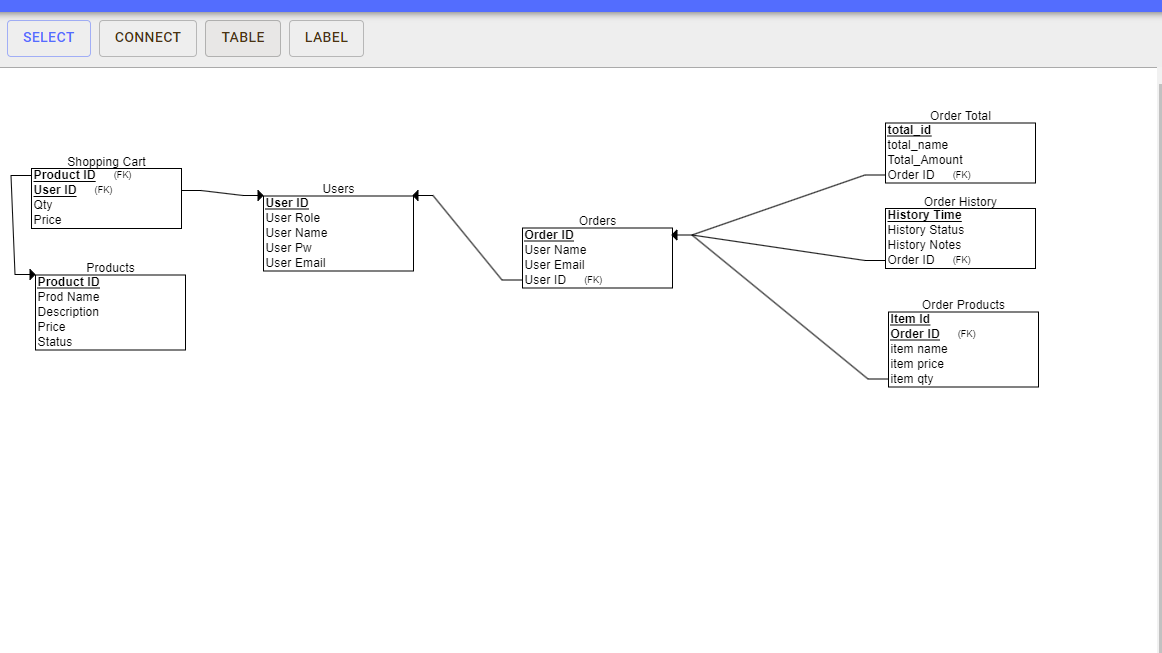 SELECT
CONNECT
TABLE
LABEL
Shopping Cart
Product ID (FK)
User ID (FK)
Qty
Price
Products
Product ID
Prod Name
Description
Price
Status
Users
User ID
User Role
User Name
User Pw
User Email
Orders
Order ID
User Name
User Email
User ID (FK)
Order Total
total_id
total_name
Total_Amount
Order ID (FK)
Order History
History Time
History Status
History Notes
Order ID (FK)
Order Products
Item Id
Order ID (FK)
item name
item price
item qty